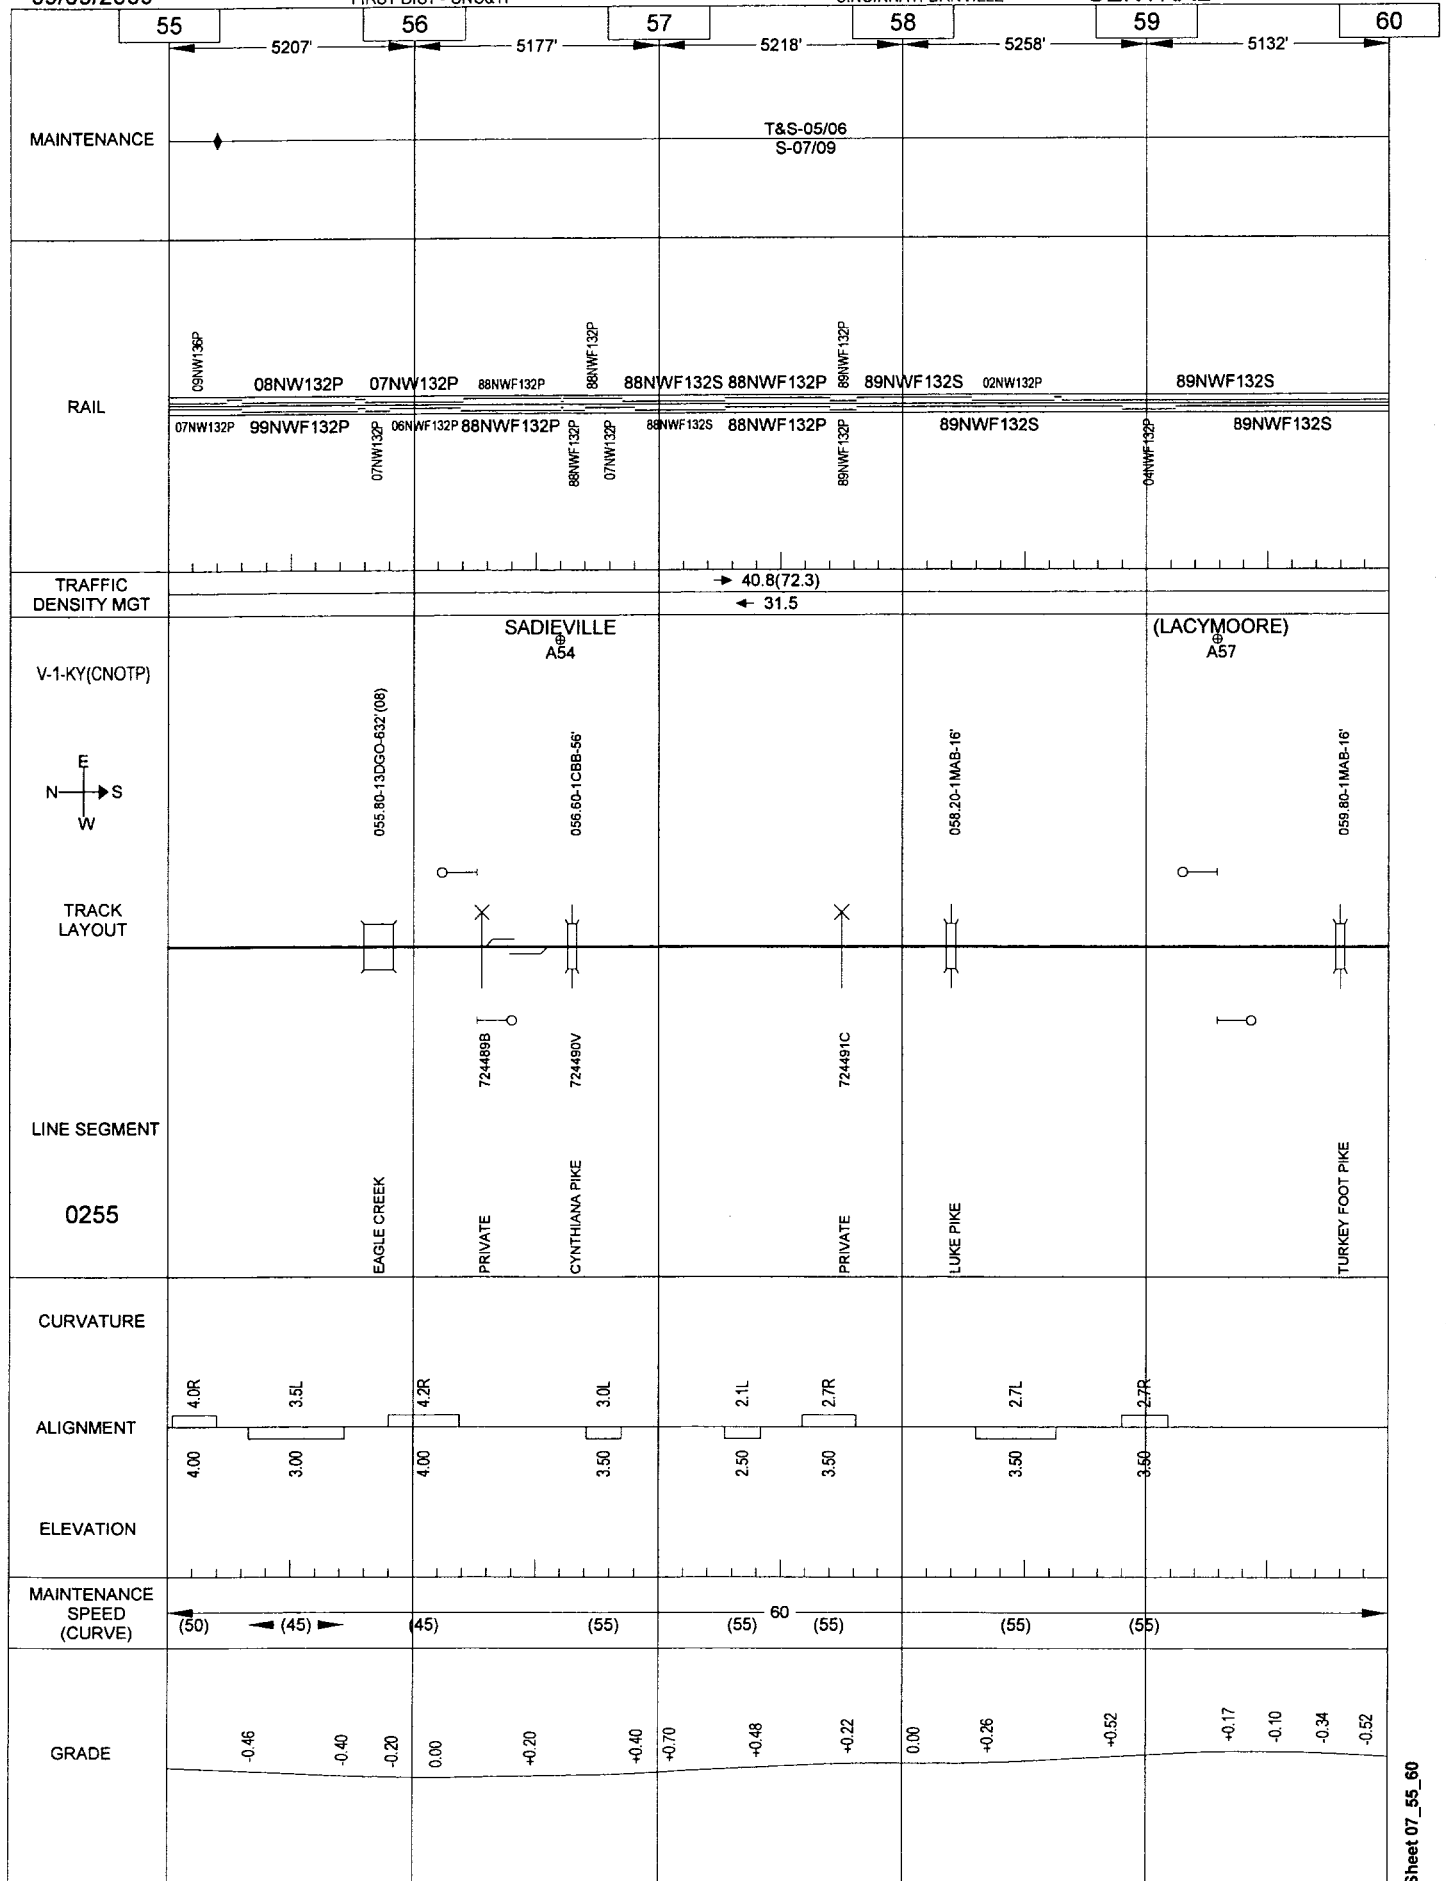 55 56 57 58 59 60
5207' 5177' 5218' 5258' 5132'
MAINTENANCE
T&S-05/06
S-07/09
RAIL
09NW136P
08NW132P
07NW132P
88NWF132P
88NWF132P
88NWF132S
88NWF132P
89NWF132P
89NWF132S
02NW132P
89NWF132S
07NW132P
99NWF132P
07NW132P
06NWF132P
88NWF132P
88NWF132P
07NW132P
88NWF132S
88NWF132P
89NWF132P
89NWF132S
04NWF132P
89NWF132S
TRAFFIC
DENSITY MGT
40.8(72.3)
31.5
V-1-KY(CNOTP)
SADIEVILLE
A54
(LACYMOORE)
A57
E
N S
W
055.80-13DGO-632'(08)
056.60-1CBB-56'
058.20-1MAB-16'
059.80-1MAB-16'
TRACK
LAYOUT
724489B
724490V
724491C
LINE SEGMENT
0255
EAGLE CREEK
PRIVATE
CYNTHIANA PIKE
PRIVATE
LUKE PIKE
TURKEY FOOT PIKE
CURVATURE
4.0R 3.5L 4.2R 3.0L 2.1L 2.7R 2.7L 2.7R
ALIGNMENT
4.00 3.00 4.00 3.50 2.50 3.50 3.50 3.50
ELEVATION
MAINTENANCE
SPEED
(CURVE)
60
(50) (45) (45) (55) (55) (55) (55) (55)
GRADE
-0.46 -0.40 -0.20 0.00 +0.20 +0.40 +0.70 +0.48 +0.22 0.00 +0.26 +0.52 +0.17 -0.10 -0.34 -0.52
Sheet 07_55_60